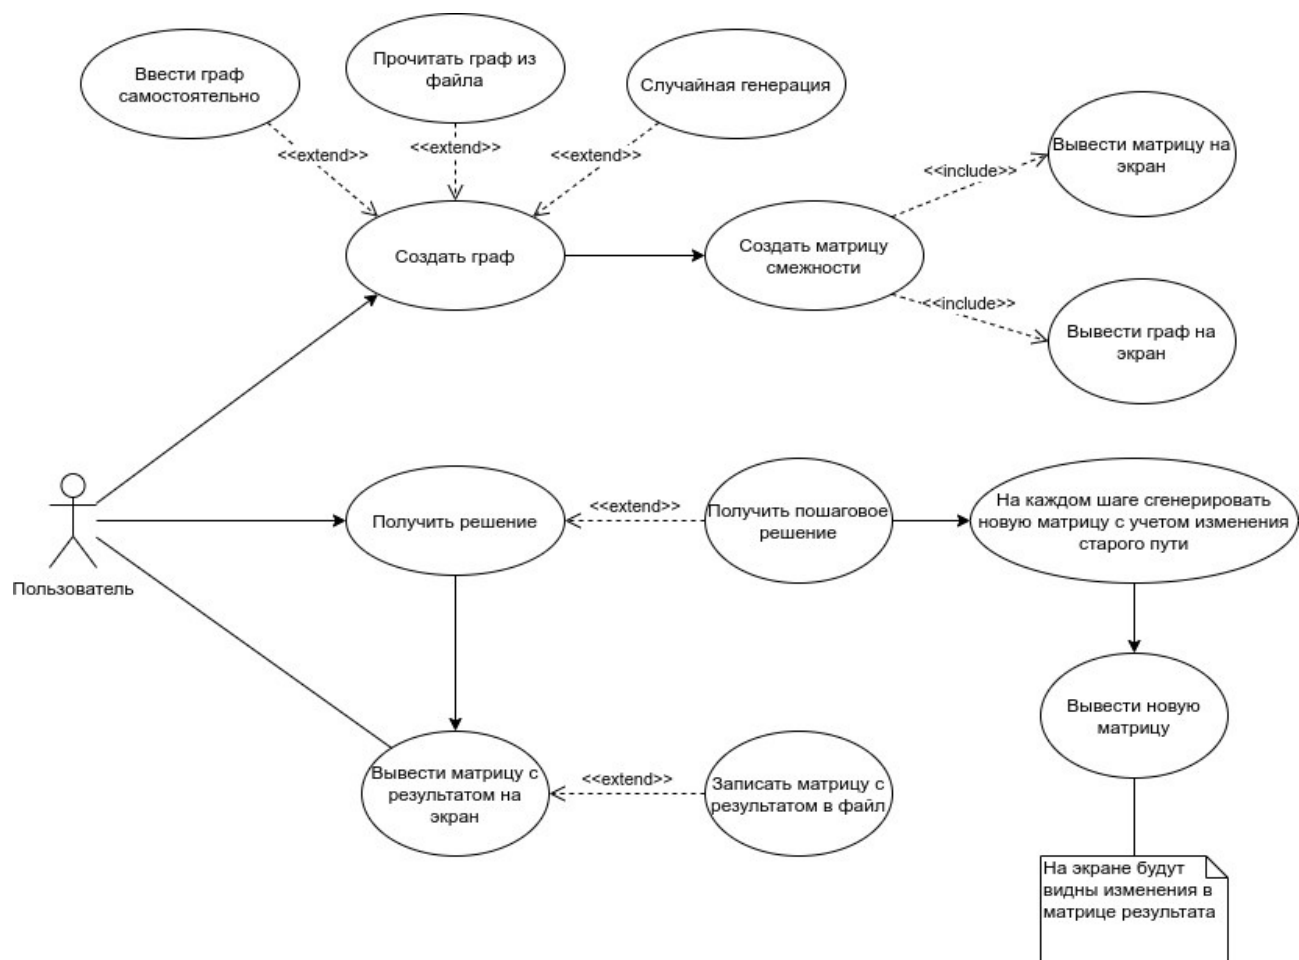 Ввести граф
самостоятельно
Прочитать граф из
файла
Случайная генерация
<<extend>>
<<extend>>
<<extend>>
Вывести матрицу на
экран
<<include>>
Создать граф
Создать матрицу
смежности
<<include>>
Вывести граф на
экран
Пользователь
Получить решение
<<extend>>
Получить пошаговое
решение
На каждом шаге сгенерировать
новую матрицу с учетом изменения
старого пути
Вывести новую
матрицу
Вывести матрицу с
результатом на
экран
<<extend>>
Записать матрицу с
результатом в файл
На экране будут
видны изменения в
матрице результата